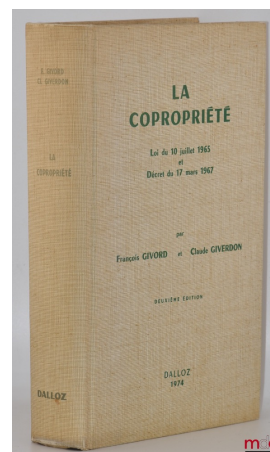 F. GIVORD
CL. GIVERDON
LA
COPROPRIÉTÉ
DALLOZ
LA
COPROPRIÉTÉ
Loi du 10 juillet 1965
et
Décret du 17 mars 1967
par
François GIVORD et Claude GIVERDON
DEUXIÈME ÉDITION
DALLOZ
1974